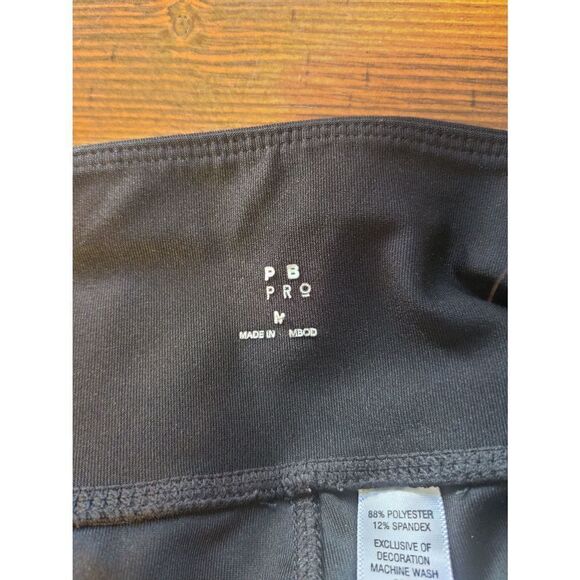 P B
PRO
M
MADE IN MBOD
88% POLYESTER
12% SPANDEX
EXCLUSIVE OF
DECORATION
MACHINE WASH